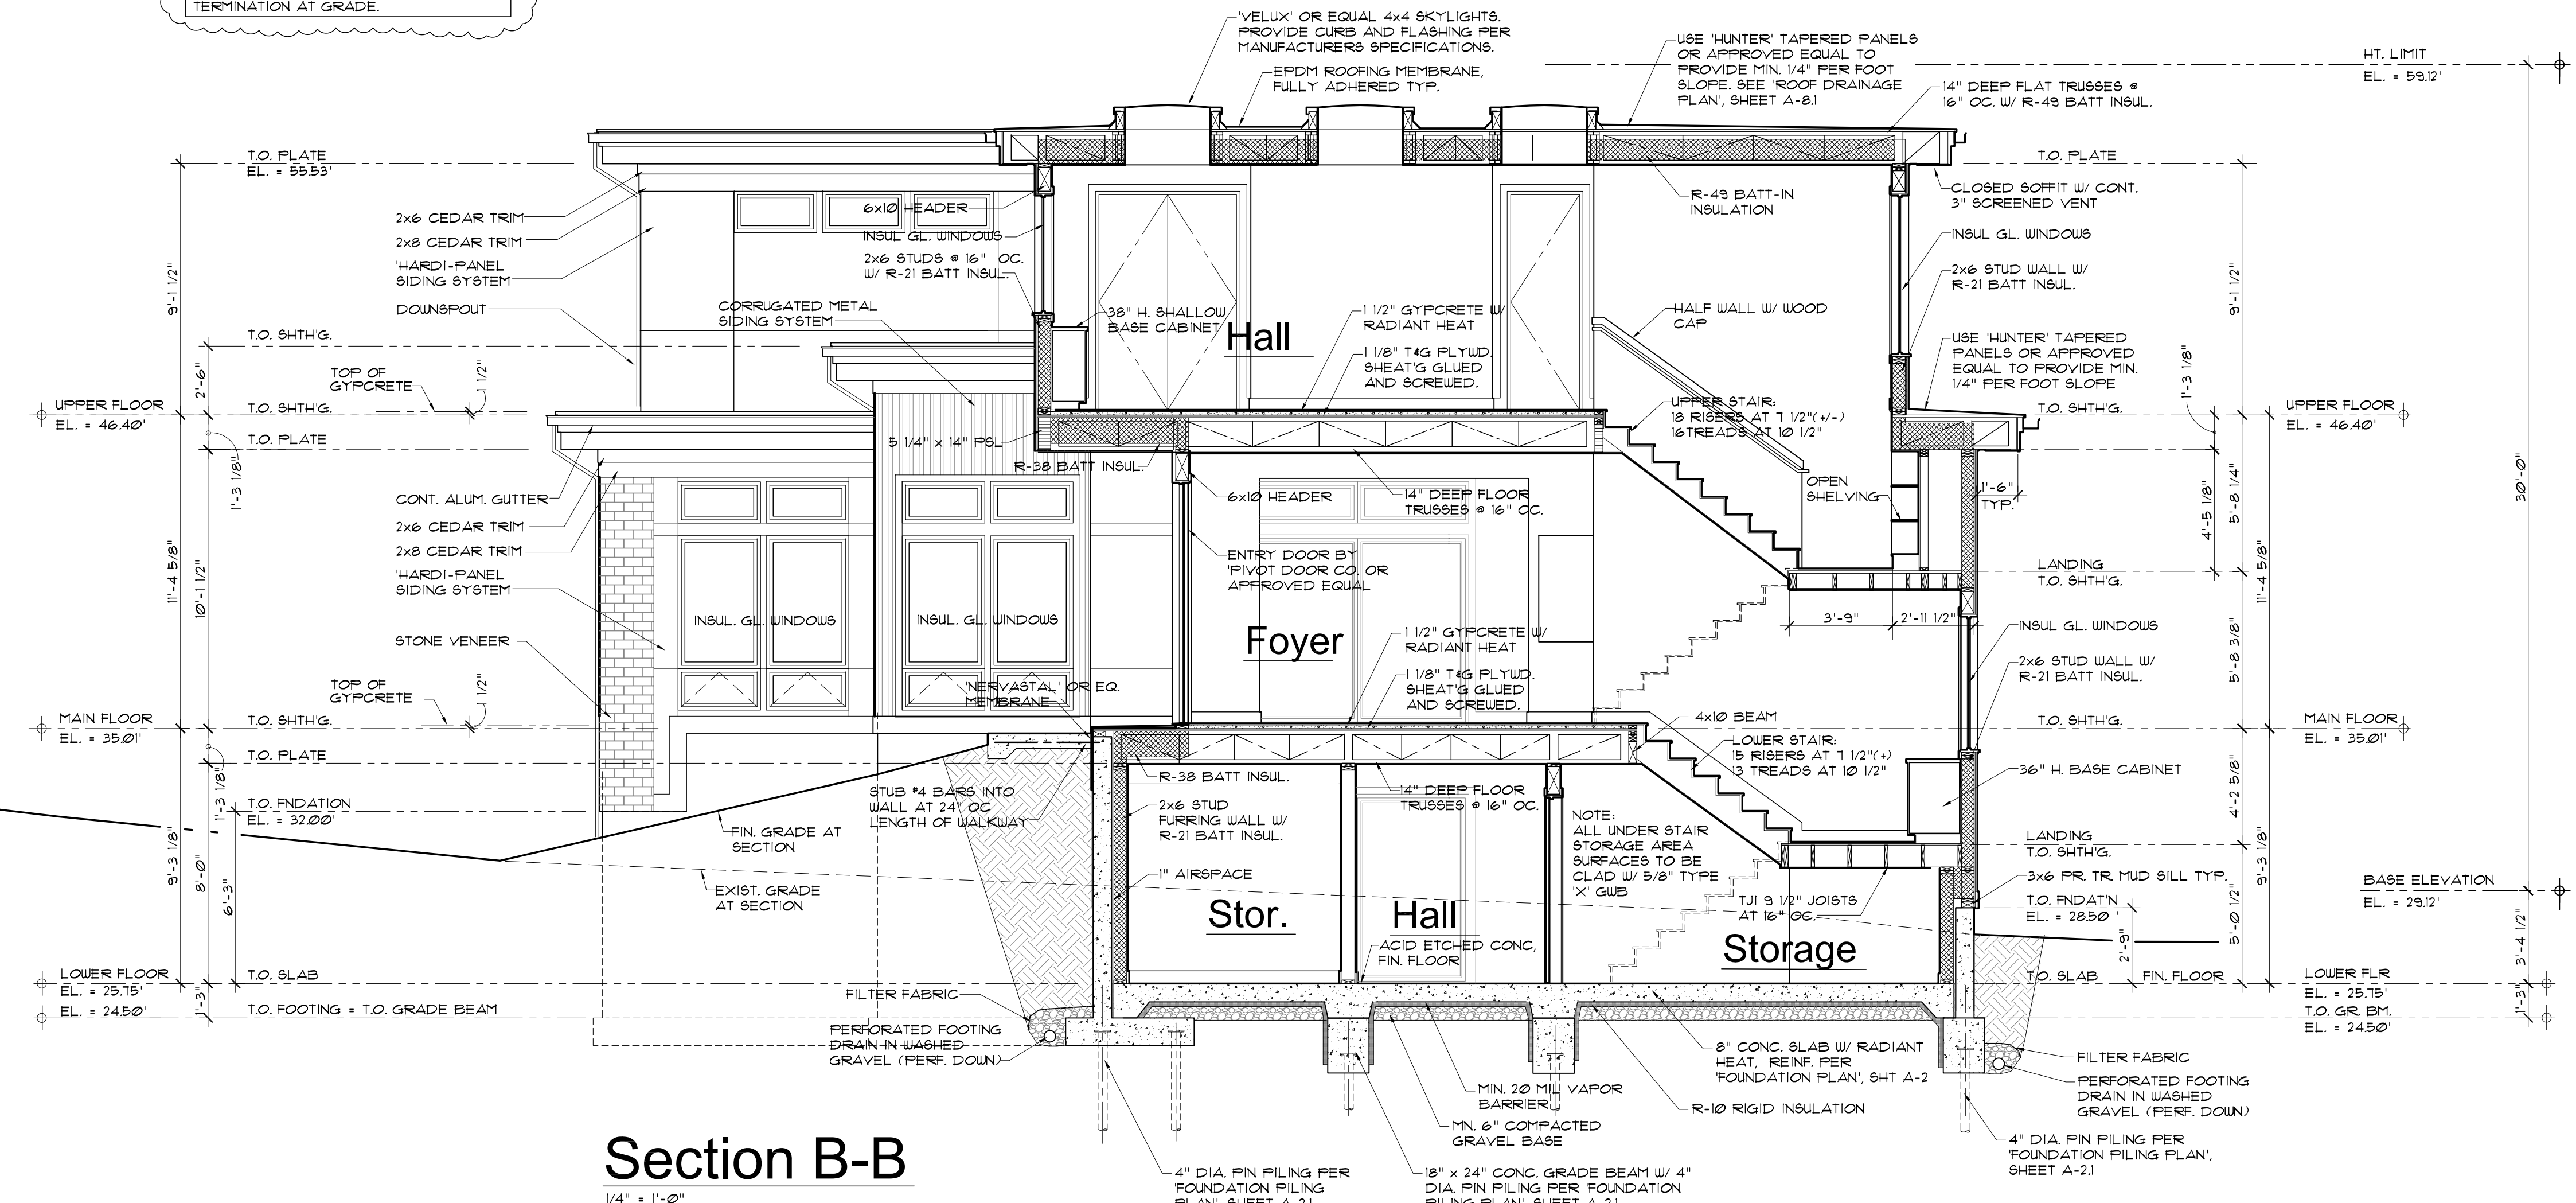 TERMINATION AT GRADE.
'VELUX' OR EQUAL 4x4 SKYLIGHTS.
PROVIDE CURB AND FLASHING PER
MANUFACTURERS SPECIFICATIONS.
EPDM ROOFING MEMBRANE,
FULLY ADHERED TYP.
USE 'HUNTER' TAPERED PANELS
OR APPROVED EQUAL TO
PROVIDE MIN. 1/4" PER FOOT
SLOPE. SEE 'ROOF DRAINAGE
PLAN', SHEET A-8.1
14" DEEP FLAT TRUSSES @
16" OC. W/ R-49 BATT INSUL.
HT. LIMIT
EL. = 59.12'
T.O. PLATE
EL. = 55.53'
2x6 CEDAR TRIM
2x8 CEDAR TRIM
'HARDI-PANEL
SIDING SYSTEM
DOWNSPOUT
9'-1 1/2"
T.O. SHTH'G.
2'-6"
TOP OF
GYPCRETE
1 1/2"
UPPER FLOOR
EL. = 46.40'
T.O. SHTH'G.
T.O. PLATE
1'-3 1/8"
CONT. ALUM. GUTTER
2x6 CEDAR TRIM
2x8 CEDAR TRIM
'HARDI-PANEL
SIDING SYSTEM
STONE VENEER
11'-4 5/8"
10'-1 1/2"
TOP OF
GYPCRETE
1 1/2"
MAIN FLOOR
EL. = 35.01'
T.O. SHTH'G.
T.O. PLATE
1'-3 1/8"
T.O. FNDATION
EL. = 32.00'
9'-3 1/8"
8'-0"
6'-3"
LOWER FLOOR
EL. = 25.75'
EL. = 24.50'
T.O. SLAB
1'-3"
T.O. FOOTING = T.O. GRADE BEAM
6x10 HEADER
INSUL GL. WINDOWS
2x6 STUDS @ 16" OC.
W/ R-21 BATT INSUL.
CORRUGATED METAL
SIDING SYSTEM
38" H. SHALLOW
BASE CABINET
Hall
1 1/2" GYPCRETE W/
RADIANT HEAT
1 1/8" T&G PLYWD.
SHEAT'G GLUED
AND SCREWED.
R-49 BATT-IN
INSULATION
HALF WALL W/ WOOD
CAP
UPPER STAIR:
18 RISERS AT 7 1/2"(+/-)
16TREADS AT 10 1/2"
5 1/4" x 14" PSL
R-38 BATT INSUL.
6x10 HEADER
14" DEEP FLOOR
TRUSSES @ 16" OC.
OPEN
SHELVING
ENTRY DOOR BY
'PIVOT DOOR CO. OR
APPROVED EQUAL
INSUL. GL. WINDOWS
INSUL. GL. WINDOWS
Foyer
1 1/2" GYPCRETE W/
RADIANT HEAT
1 1/8" T&G PLYWD.
SHEAT'G GLUED
AND SCREWED.
'NERVASTAL' OR EQ.
MEMBRANE
3'-9"
2'-11 1/2"
4x10 BEAM
LOWER STAIR:
15 RISERS AT 7 1/2"(+)
13 TREADS AT 10 1/2"
R-38 BATT INSUL.
STUB #4 BARS INTO
WALL AT 24" OC
LENGTH OF WALKWAY
2x6 STUD
FURRING WALL W/
R-21 BATT INSUL.
14" DEEP FLOOR
TRUSSES @ 16" OC.
NOTE:
ALL UNDER STAIR
STORAGE AREA
SURFACES TO BE
CLAD W/ 5/8" TYPE
'X' GWB
FIN. GRADE AT
SECTION
EXIST. GRADE
AT SECTION
1" AIRSPACE
Stor.
Hall
Storage
TJI 9 1/2" JOISTS
AT 16" OC.
ACID ETCHED CONC,
FIN. FLOOR
FILTER FABRIC
PERFORATED FOOTING
DRAIN IN WASHED
GRAVEL (PERF. DOWN)
8" CONC. SLAB W/ RADIANT
HEAT, REINF. PER
'FOUNDATION PLAN', SHT A-2
MIN. 20 MIL VAPOR
BARRIER
R-10 RIGID INSULATION
MN. 6" COMPACTED
GRAVEL BASE
4" DIA. PIN PILING PER
'FOUNDATION PILING
PLAN', SHEET A-2.1
18" x 24" CONC. GRADE BEAM W/ 4"
DIA. PIN PILING PER 'FOUNDATION
PILING PLAN', SHEET A-2.1
T.O. PLATE
CLOSED SOFFIT W/ CONT.
3" SCREENED VENT
INSUL GL. WINDOWS
2x6 STUD WALL W/
R-21 BATT INSUL.
9'-1 1/2"
USE 'HUNTER' TAPERED
PANELS OR APPROVED
EQUAL TO PROVIDE MIN.
1/4" PER FOOT SLOPE
1'-3 1/8"
T.O. SHTH'G.
UPPER FLOOR
EL. = 46.40'
1'-6"
TYP.
4'-5 1/8"
5'-8 1/4"
30'-0"
LANDING
T.O. SHTH'G.
11'-4 5/8"
INSUL GL. WINDOWS
2x6 STUD WALL W/
R-21 BATT INSUL.
5'-8 3/8"
T.O. SHTH'G.
MAIN FLOOR
EL. = 35.01'
36" H. BASE CABINET
4'-2 5/8"
LANDING
T.O. SHTH'G.
3x6 PR. TR. MUD SILL TYP.
9'-3 1/8"
BASE ELEVATION
EL. = 29.12'
T.O. FNDAT'N
EL. = 28.50 '
5'-0 1/2"
2'-9"
3'-4 1/2"
T.O. SLAB
FIN. FLOOR
LOWER FLR
EL. = 25.75'
T.O. GR. BM.
EL. = 24.50'
1'-3"
FILTER FABRIC
PERFORATED FOOTING
DRAIN IN WASHED
GRAVEL (PERF. DOWN)
4" DIA. PIN PILING PER
'FOUNDATION PILING PLAN',
SHEET A-2.1
Section B-B
1/4" = 1'-0"